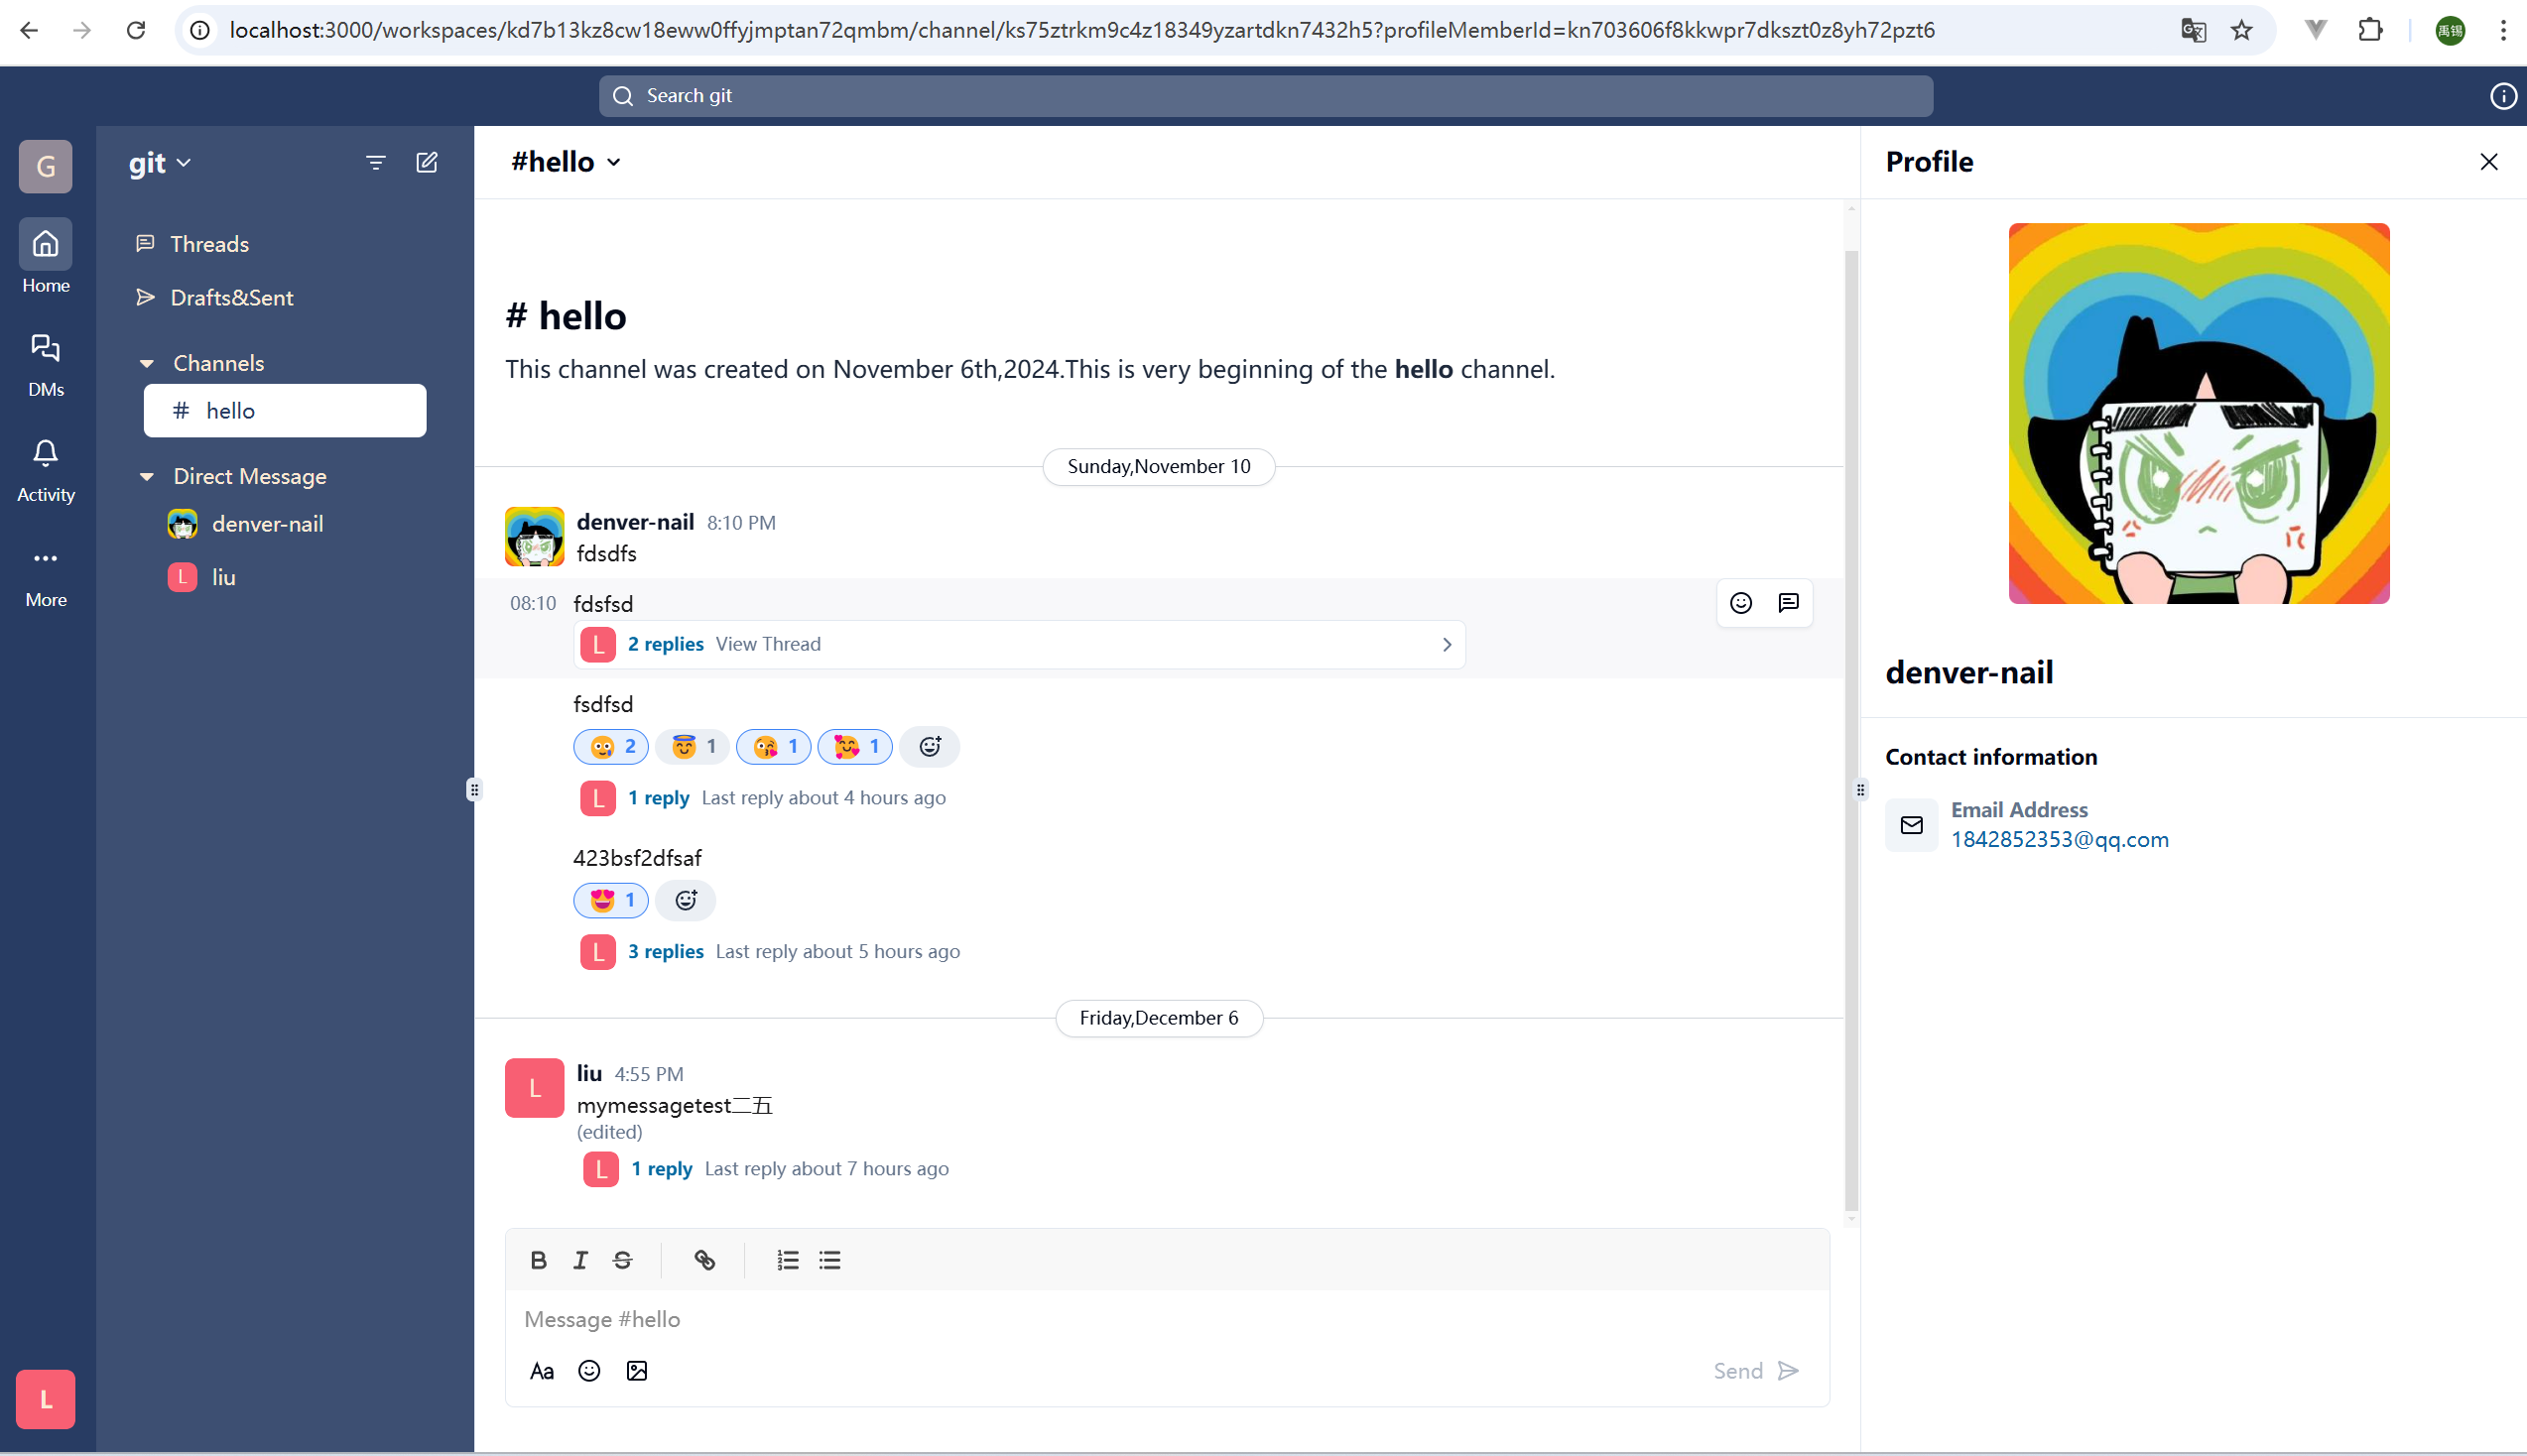 localhost:3000/workspaces/kd7b13kz8cw18eww0ffyjmptan72qmbm/channel/ks75ztrkm9c4z18349yzartdkn7432h5?profileMemberId=kn703606f8kkwpr7dkszt0z8yh72pzt6
禹锡
Search git
G
Home
DMs
Activity
More
L
git
Threads
Drafts&Sent
Channels
# hello
Direct Message
denver-nail
L liu
#hello
# hello
This channel was created on November 6th,2024.This is very beginning of the hello channel.
Sunday,November 10
denver-nail 8:10 PM
fdsdfs
08:10 fdsfsd
L 2 replies View Thread
fsdfsd
2 1 1 1
L 1 reply Last reply about 4 hours ago
423bsf2dfsaf
1
L 3 replies Last reply about 5 hours ago
Friday,December 6
L liu 4:55 PM
mymessagetest二五
(edited)
L 1 reply Last reply about 7 hours ago
B I S
Message #hello
Aa
Send
Profile
denver-nail
Contact information
Email Address
1842852353@qq.com